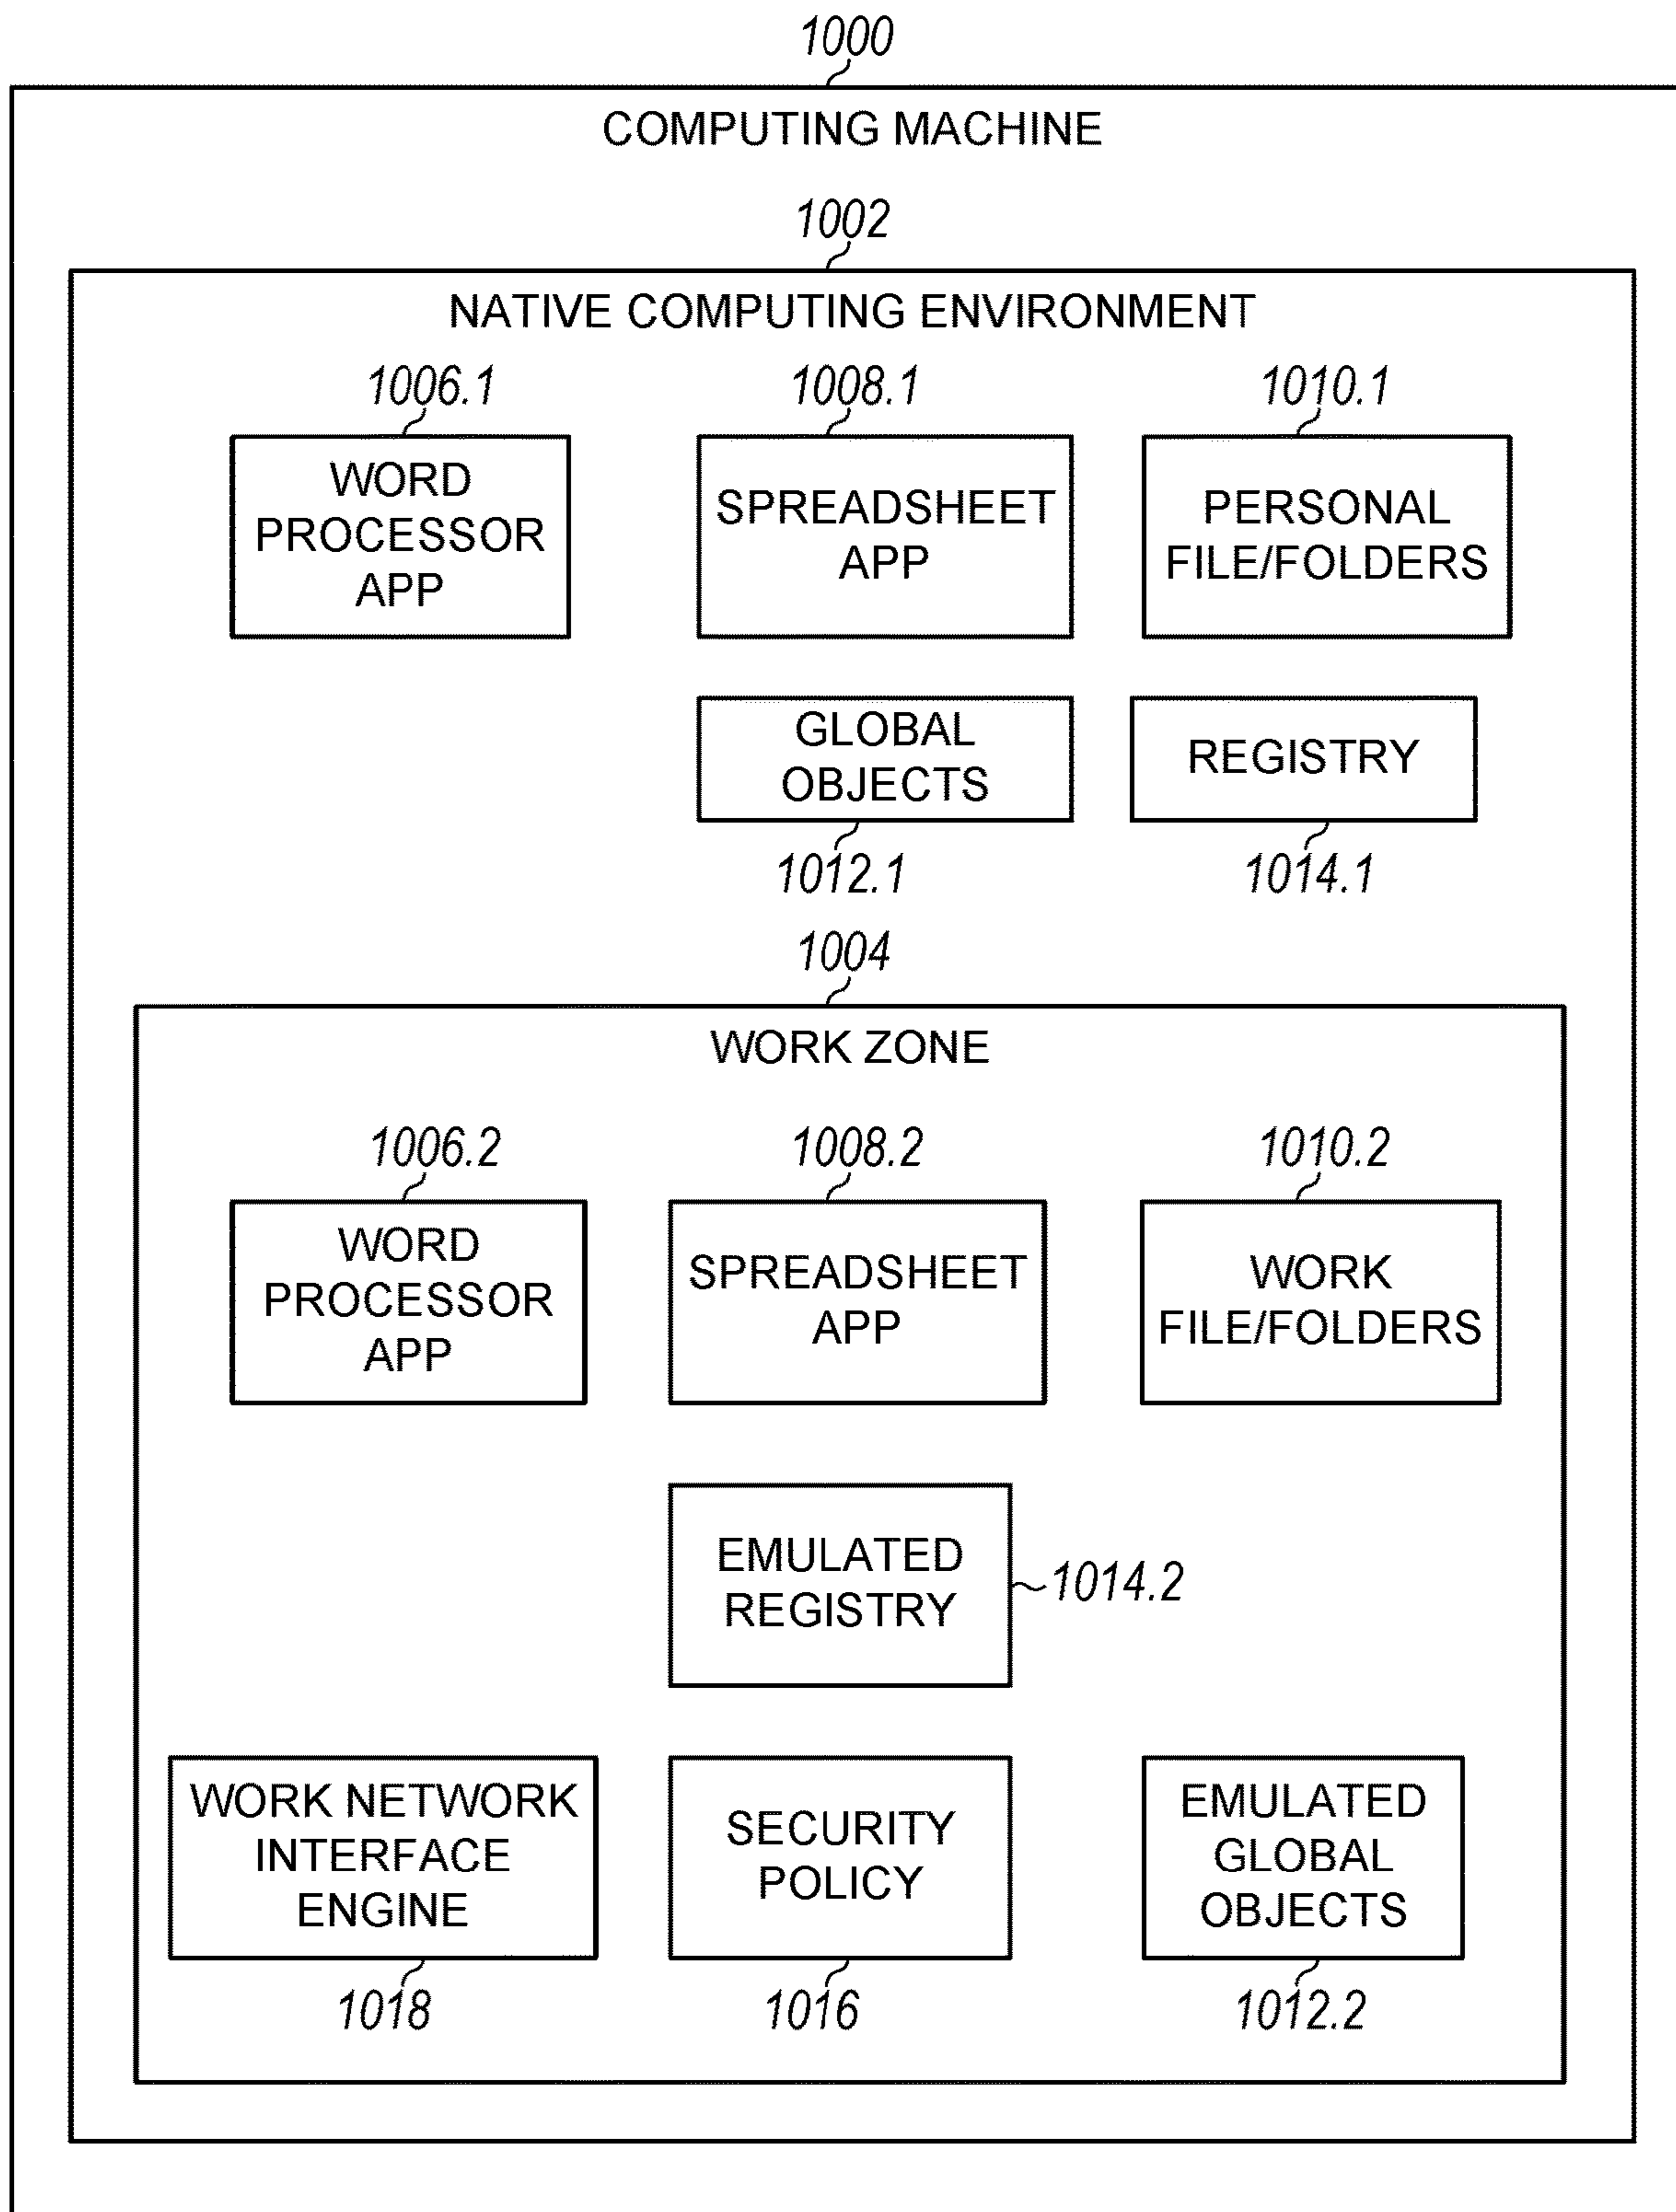 1000
COMPUTING MACHINE
1002
NATIVE COMPUTING ENVIRONMENT
1006.1
1008.1
1010.1
WORD
PROCESSOR
APP
SPREADSHEET
APP
PERSONAL
FILE/FOLDERS
GLOBAL
OBJECTS
REGISTRY
1012.1
1014.1
1004
WORK ZONE
1006.2
1008.2
1010.2
WORD
PROCESSOR
APP
SPREADSHEET
APP
WORK
FILE/FOLDERS
EMULATED
REGISTRY
1014.2
WORK NETWORK
INTERFACE
ENGINE
SECURITY
POLICY
EMULATED
GLOBAL
OBJECTS
1018
1016
1012.2